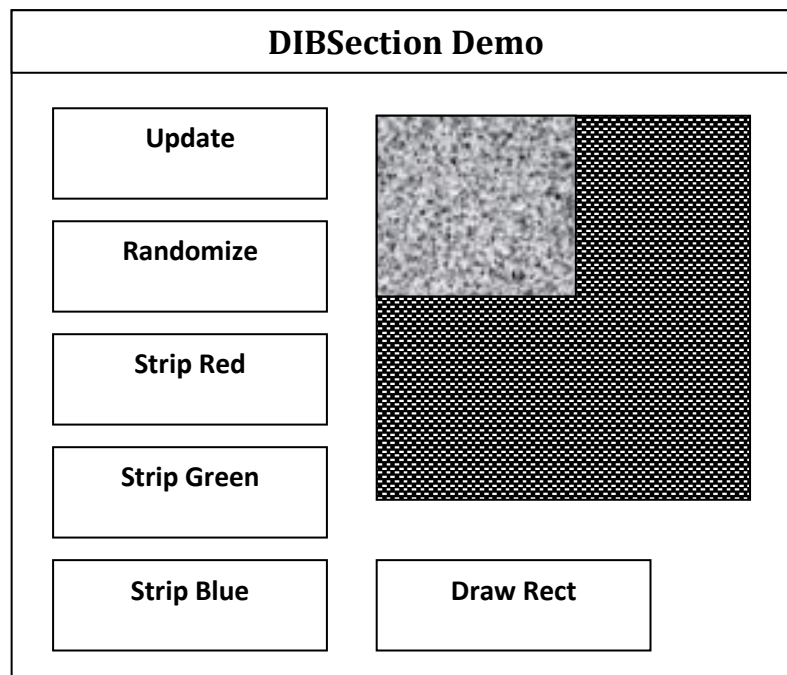 DIBSection Demo
Update
Randomize
Strip Red
Strip Green
Strip Blue
Draw Rect